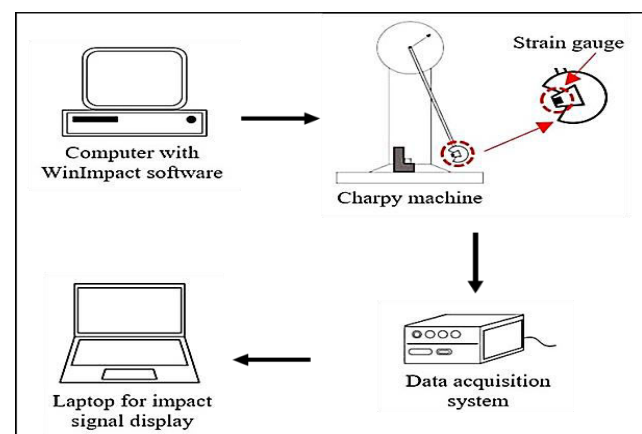 Strain gauge
Computer with
WinImpact software
Charpy machine
Laptop for impact
signal display
Data acquisition
system